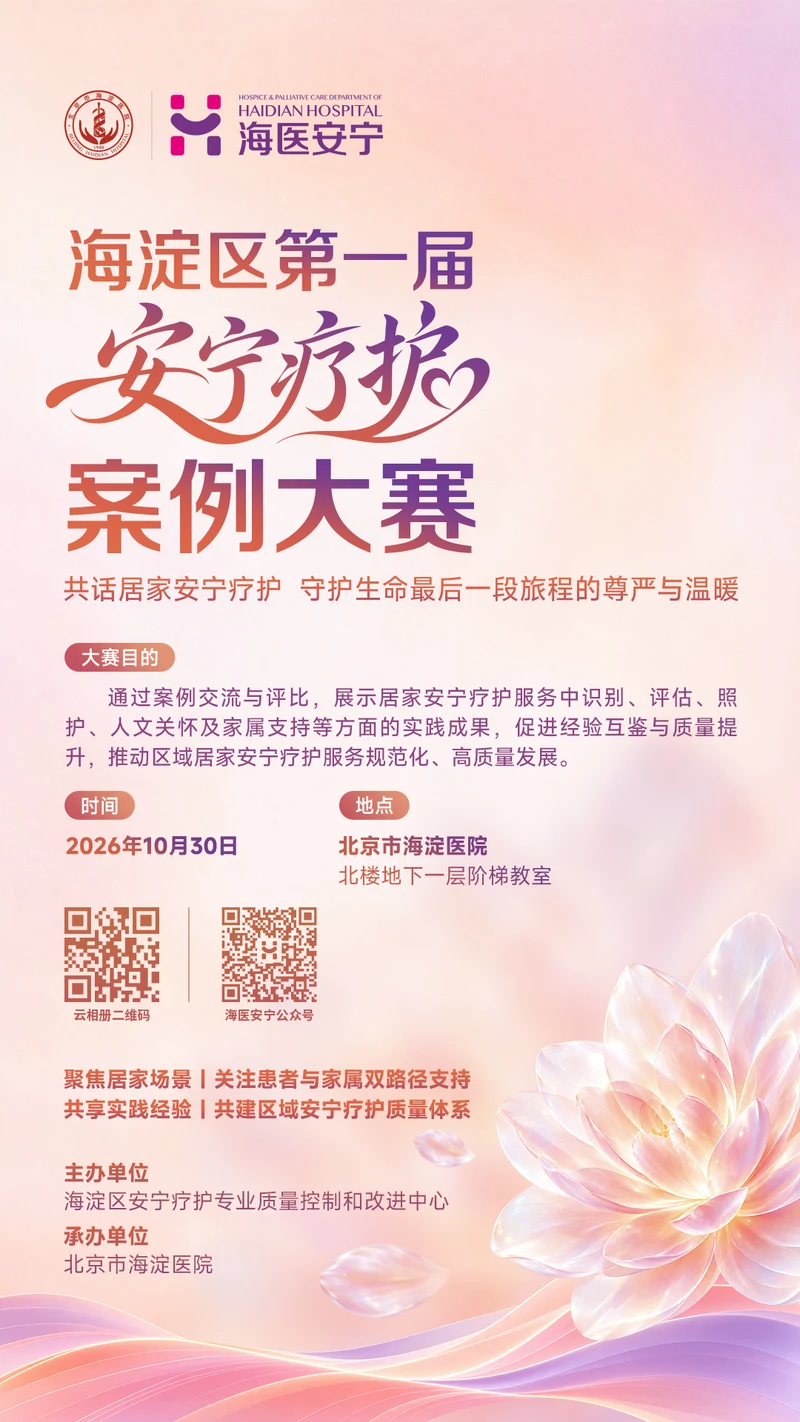 北京市海淀医院
BEIJING HAIDIAN HOSPITAL
HOSPICE & PALLIATIVE CARE DEPARTMENT OF
HAIDIAN HOSPITAL
海医安宁
海淀区第一届
安宁疗护
案例大赛
共话居家安宁疗护 守护生命最后一段旅程的尊严与温暖
大赛目的
通过案例交流与评比，展示居家安宁疗护服务中识别、评估、照
护、人文关怀及家属支持等方面的实践成果，促进经验互鉴与质量提
升，推动区域居家安宁疗护服务规范化、高质量发展。
时间
2026年10月30日
地点
北京市海淀医院
北楼地下一层阶梯教室
云相册二维码
海医安宁公众号
聚焦居家场景丨关注患者与家属双路径支持
共享实践经验丨共建区域安宁疗护质量体系
主办单位
海淀区安宁疗护专业质量控制和改进中心
承办单位
北京市海淀医院